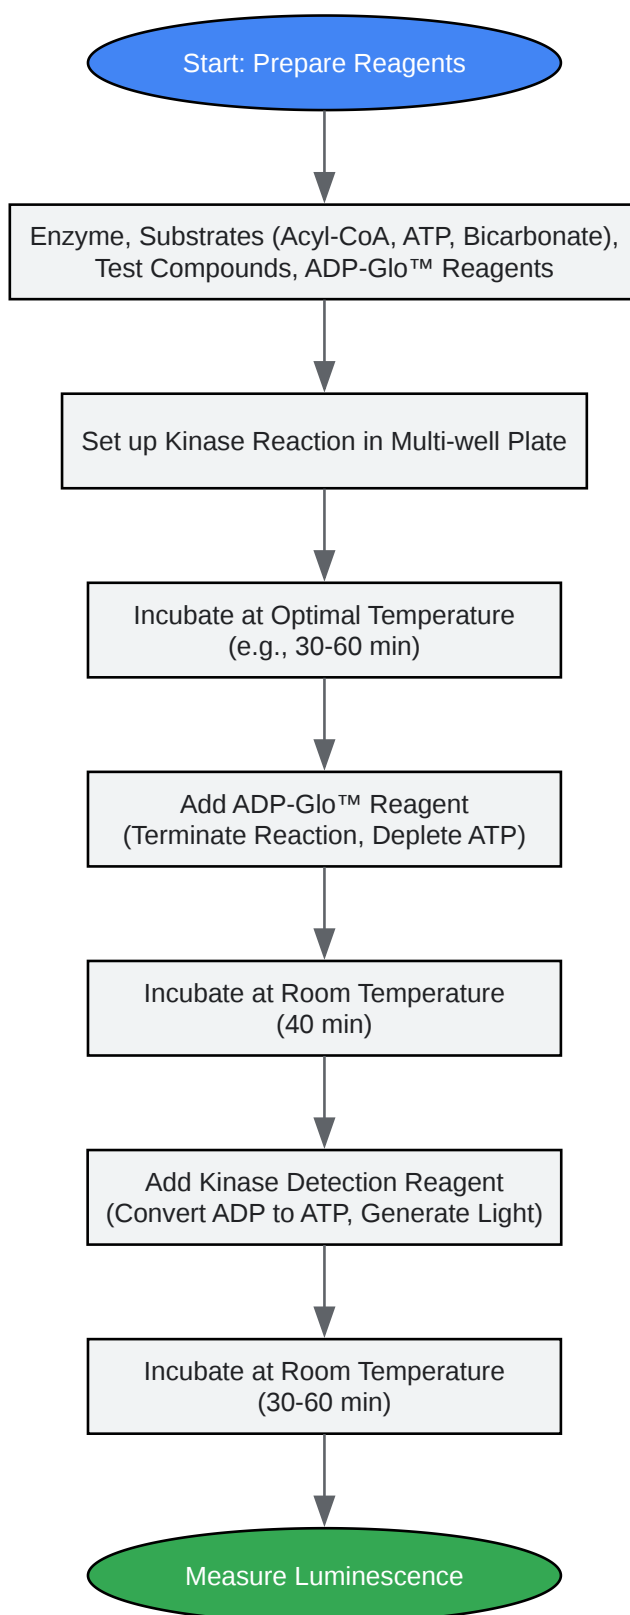 Start: Prepare Reagents
Enzyme, Substrates (Acyl-CoA, ATP, Bicarbonate),
Test Compounds, ADP-Glo™ Reagents
Set up Kinase Reaction in Multi-well Plate
Incubate at Optimal Temperature
(e.g., 30-60 min)
Add ADP-Glo™ Reagent
(Terminate Reaction, Deplete ATP)
Incubate at Room Temperature
(40 min)
Add Kinase Detection Reagent
(Convert ADP to ATP, Generate Light)
Incubate at Room Temperature
(30-60 min)
Measure Luminescence